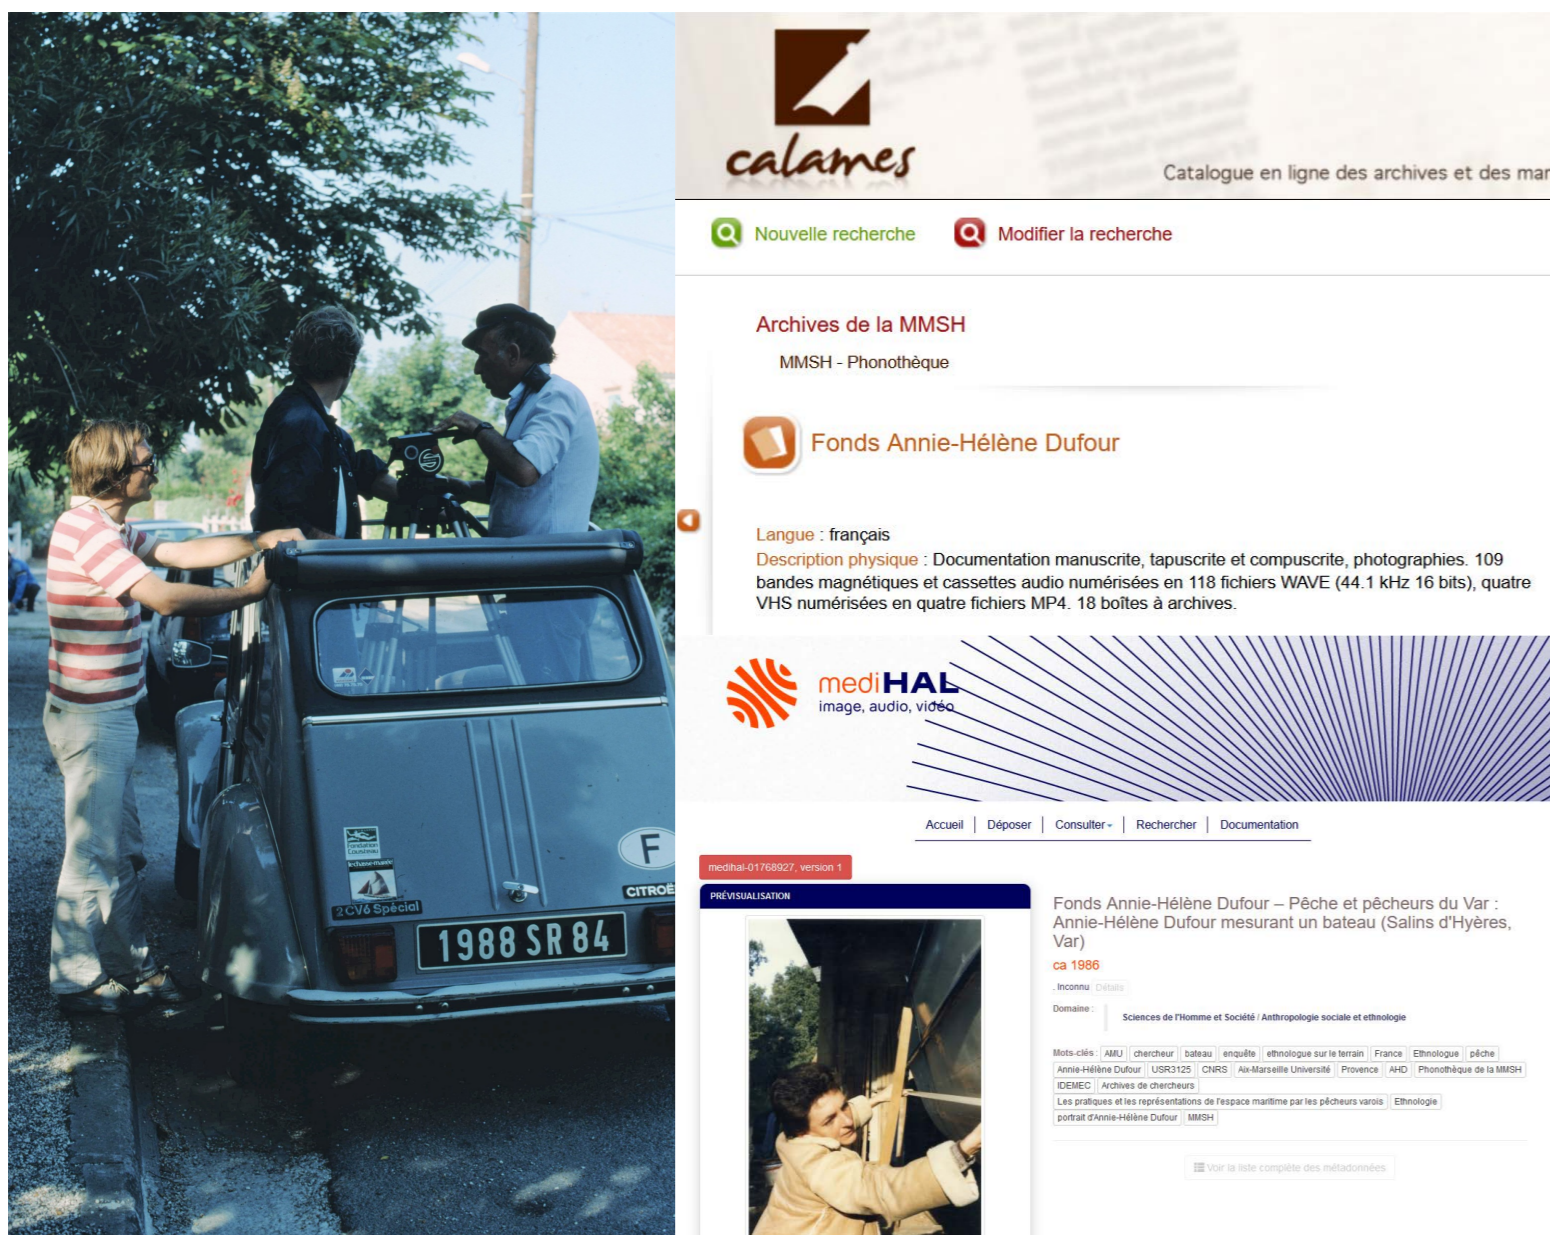 Fondation
Cousteau
le chasse-marée
2CV6 Spécial
F
CITROË
1988 SR 84
calames
Catalogue en ligne des archives et des mar
Nouvelle recherche
Modifier la recherche
Archives de la MMSH
MMSH - Phonothèque
Fonds Annie-Hélène Dufour
Langue : français
Description physique : Documentation manuscrite, tapuscrite et compuscrite, photographies. 109
bandes magnétiques et cassettes audio numérisées en 118 fichiers WAVE (44.1 kHz 16 bits), quatre
VHS numérisées en quatre fichiers MP4. 18 boîtes à archives.
mediHAL
image, audio, vidéo
Accueil | Déposer | Consulter | Rechercher | Documentation
medihal-01768927, version 1
PRÉVISUALISATION
Fonds Annie-Hélène Dufour – Pêche et pêcheurs du Var :
Annie-Hélène Dufour mesurant un bateau (Salins d'Hyères,
Var)
ca 1986
. Inconnu Détails
Domaine :
Sciences de l'Homme et Société / Anthropologie sociale et ethnologie
Mots-clés : AMU chercheur bateau enquête ethnologue sur le terrain France Ethnologue pêche
Annie-Hélène Dufour USR3125 CNRS Aix-Marseille Université Provence AHD Phonothèque de la MMSH
IDEMEC Archives de chercheurs
Les pratiques et les représentations de l'espace maritime par les pêcheurs varois Ethnologie
portrait d'Annie-Hélène Dufour MMSH
Voir la liste complète des métadonnées